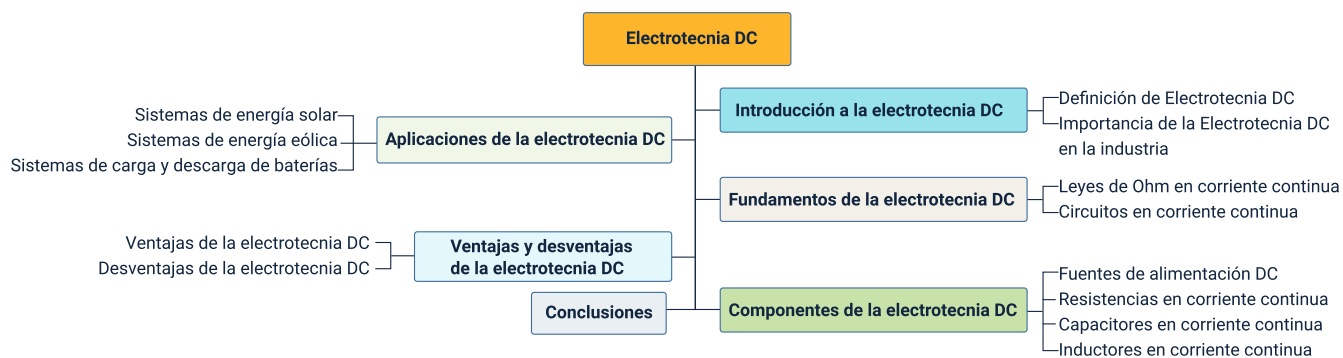 Electrotecnia DC
Introducción a la electrotecnia DC
Definición de Electrotecnia DC
Importancia de la Electrotecnia DC
en la industria
Fundamentos de la electrotecnia DC
Leyes de Ohm en corriente continua
Circuitos en corriente continua
Componentes de la electrotecnia DC
Fuentes de alimentación DC
Resistencias en corriente continua
Capacitores en corriente continua
Inductores en corriente continua
Aplicaciones de la electrotecnia DC
Sistemas de energía solar
Sistemas de energía eólica
Sistemas de carga y descarga de baterías
Ventajas y desventajas
de la electrotecnia DC
Ventajas de la electrotecnia DC
Desventajas de la electrotecnia DC
Conclusiones